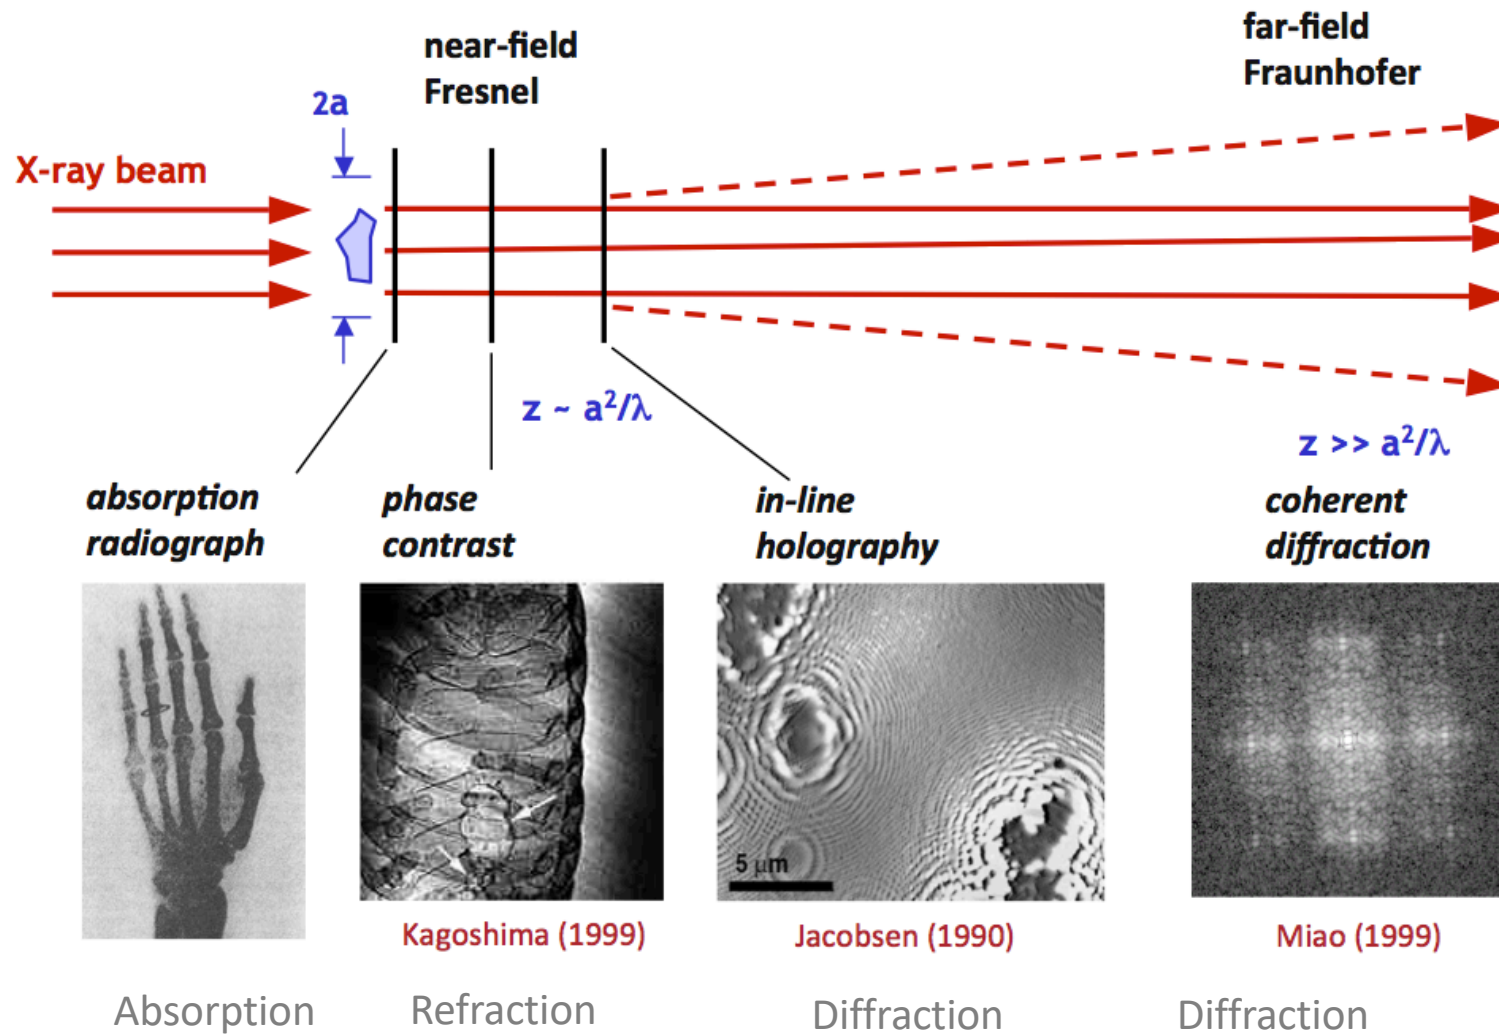 near-field
Fresnel
far-field
Fraunhofer
2a
X-ray beam
z ~ a²/λ
z >> a²/λ
absorption
radiograph
phase
contrast
in-line
holography
coherent
diffraction
5 μm
Kagoshima (1999)
Jacobsen (1990)
Miao (1999)
Absorption
Refraction
Diffraction
Diffraction